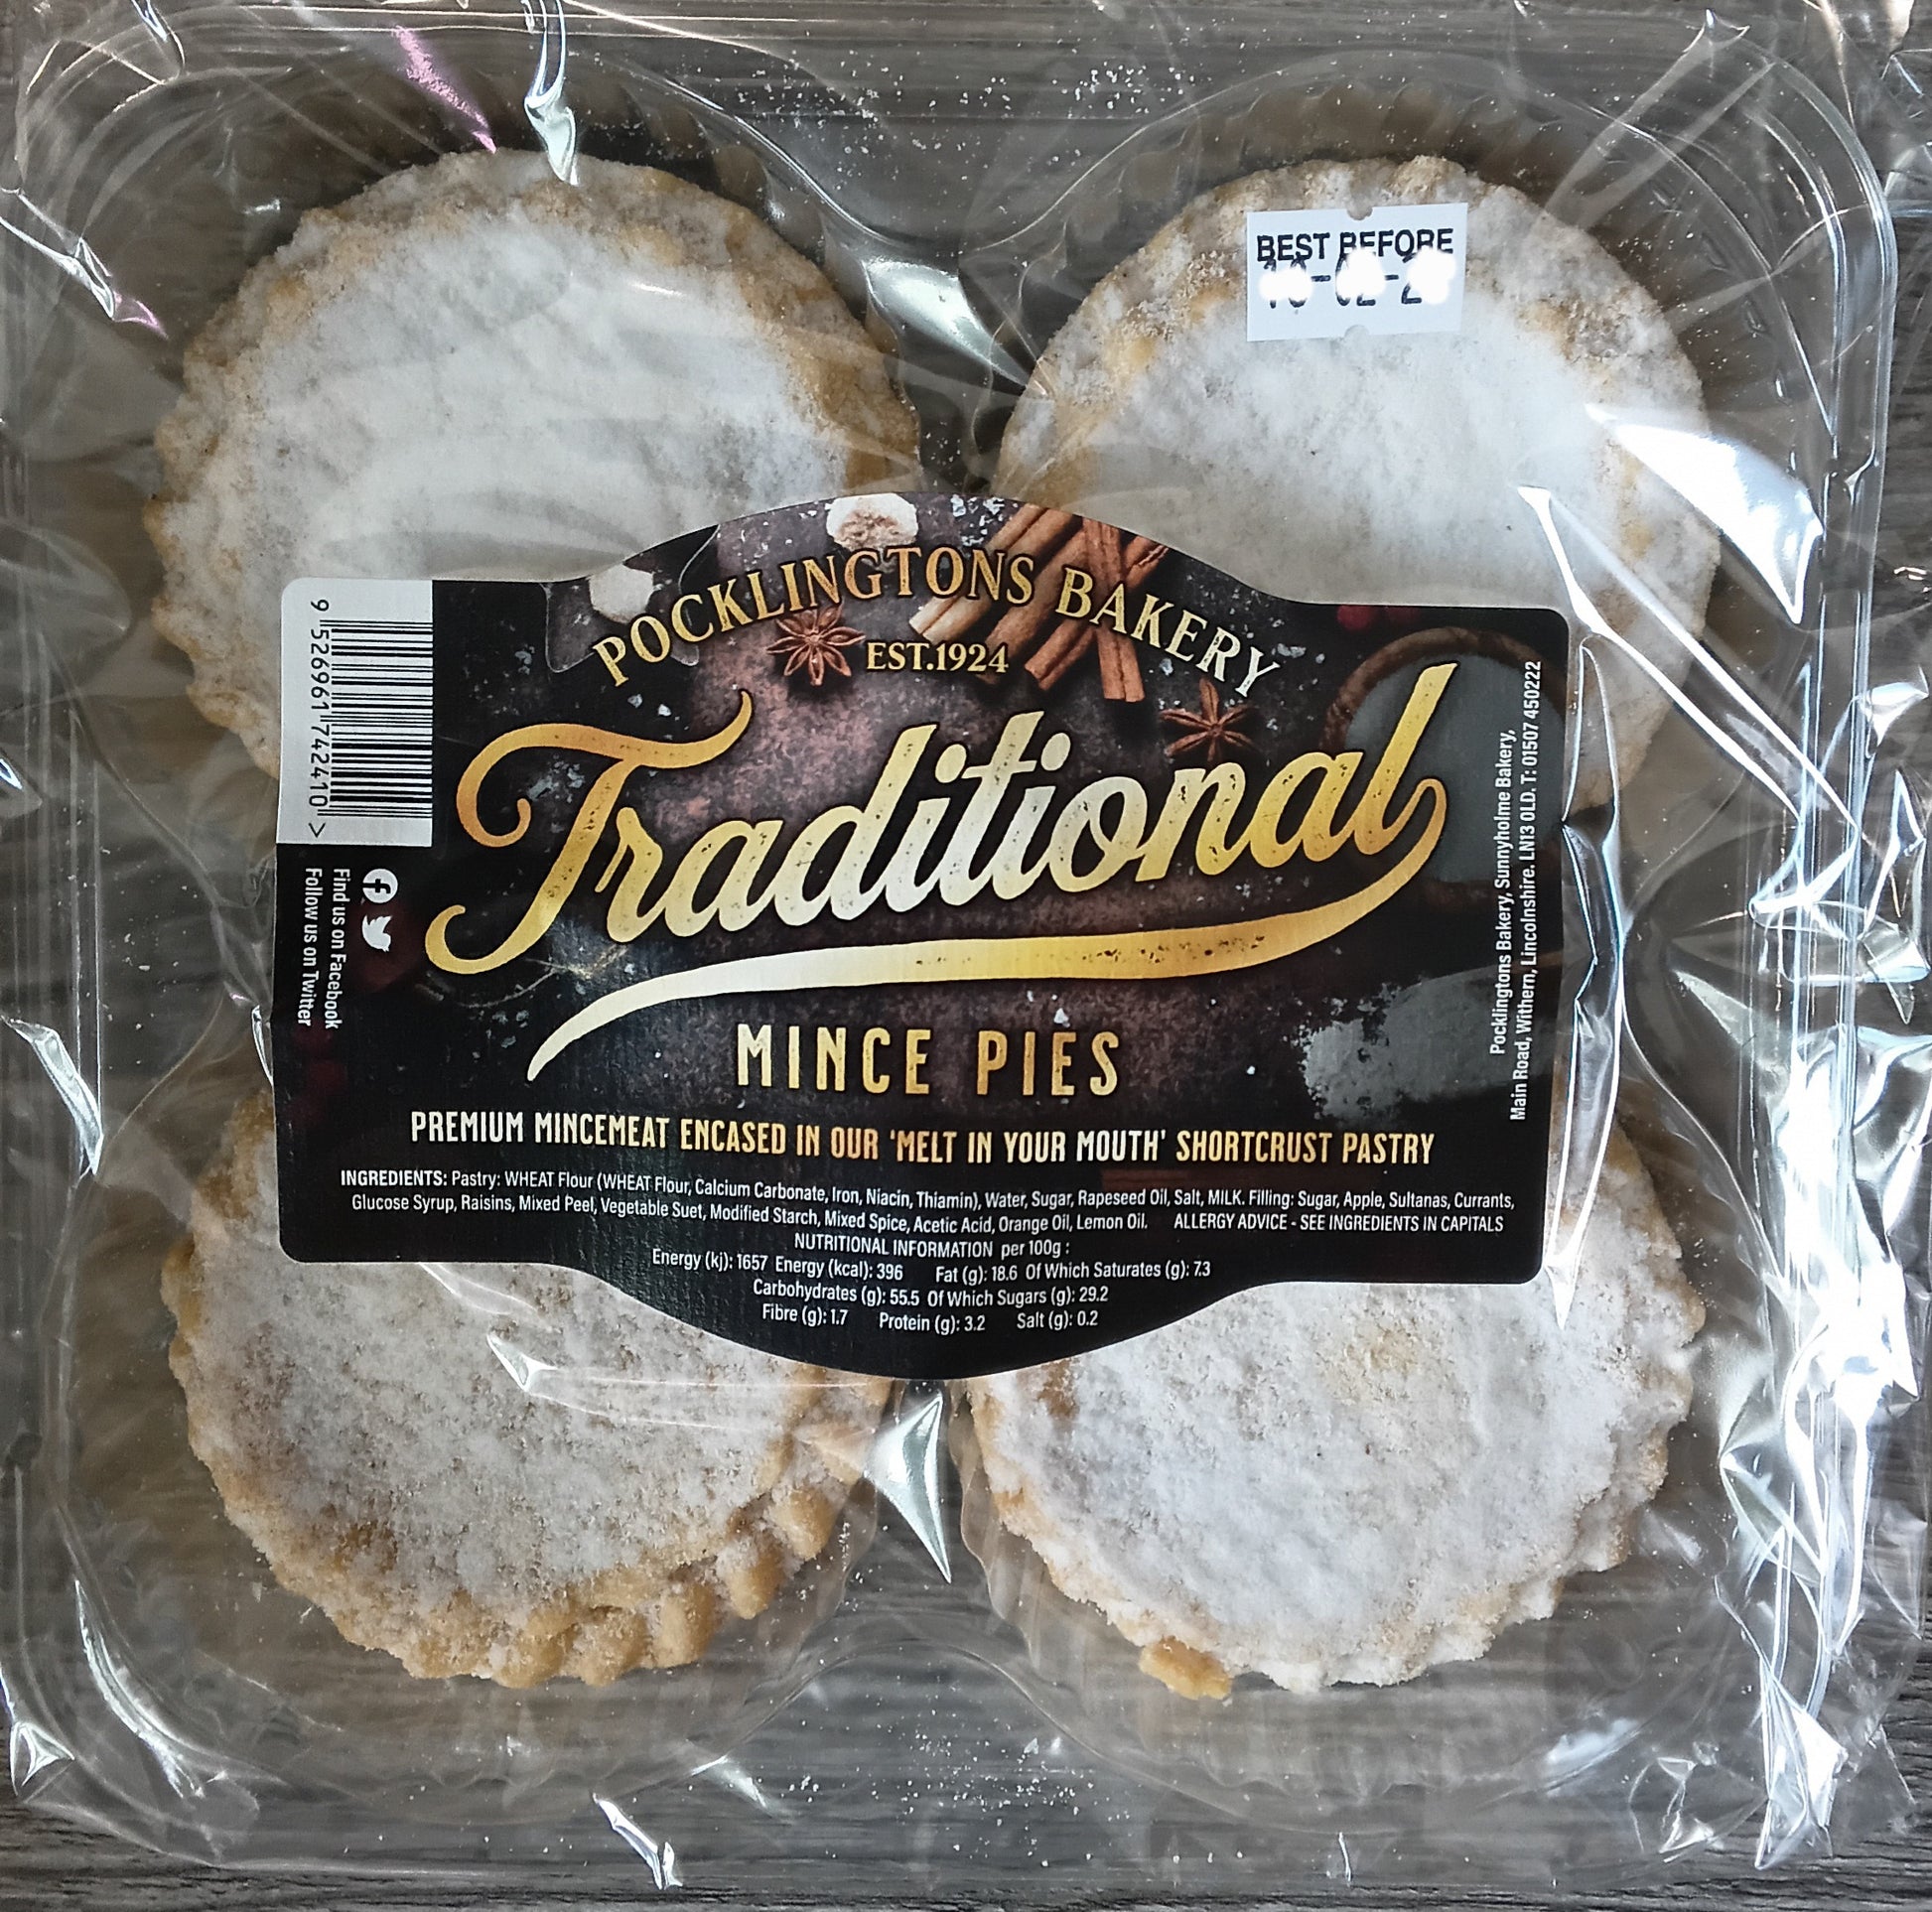 BEST BEFORE
POCKLINGTONS BAKERY
EST.1924
Traditional
MINCE PIES
PREMIUM MINCEMEAT ENCASED IN OUR 'MELT IN YOUR MOUTH' SHORTCRUST PASTRY
INGREDIENTS: Pastry: WHEAT Flour (WHEAT Flour, Calcium Carbonate, Iron, Niacin, Thiamin), Water, Sugar, Rapeseed Oil, Salt, MILK. Filling: Sugar, Apple, Sultanas, Currants,
Glucose Syrup, Raisins, Mixed Peel, Vegetable Suet, Modified Starch, Mixed Spice, Acetic Acid, Orange Oil, Lemon Oil. ALLERGY ADVICE - SEE INGREDIENTS IN CAPITALS
NUTRITIONAL INFORMATION per 100g :
Energy (kj): 1657 Energy (kcal): 396 Fat (g): 18.6 Of Which Saturates (g): 7.3
Carbohydrates (g): 55.5 Of Which Sugars (g): 29.2
Fibre (g): 1.7 Protein (g): 3.2 Salt (g): 0.2
9 526961 742410 >
Find us on Facebook
Follow us on Twitter
Pocklingtons Bakery, Sunnyholme Bakery,
Main Road, Withern, Lincolnshire. LN13 0LD. T: 01507 450222